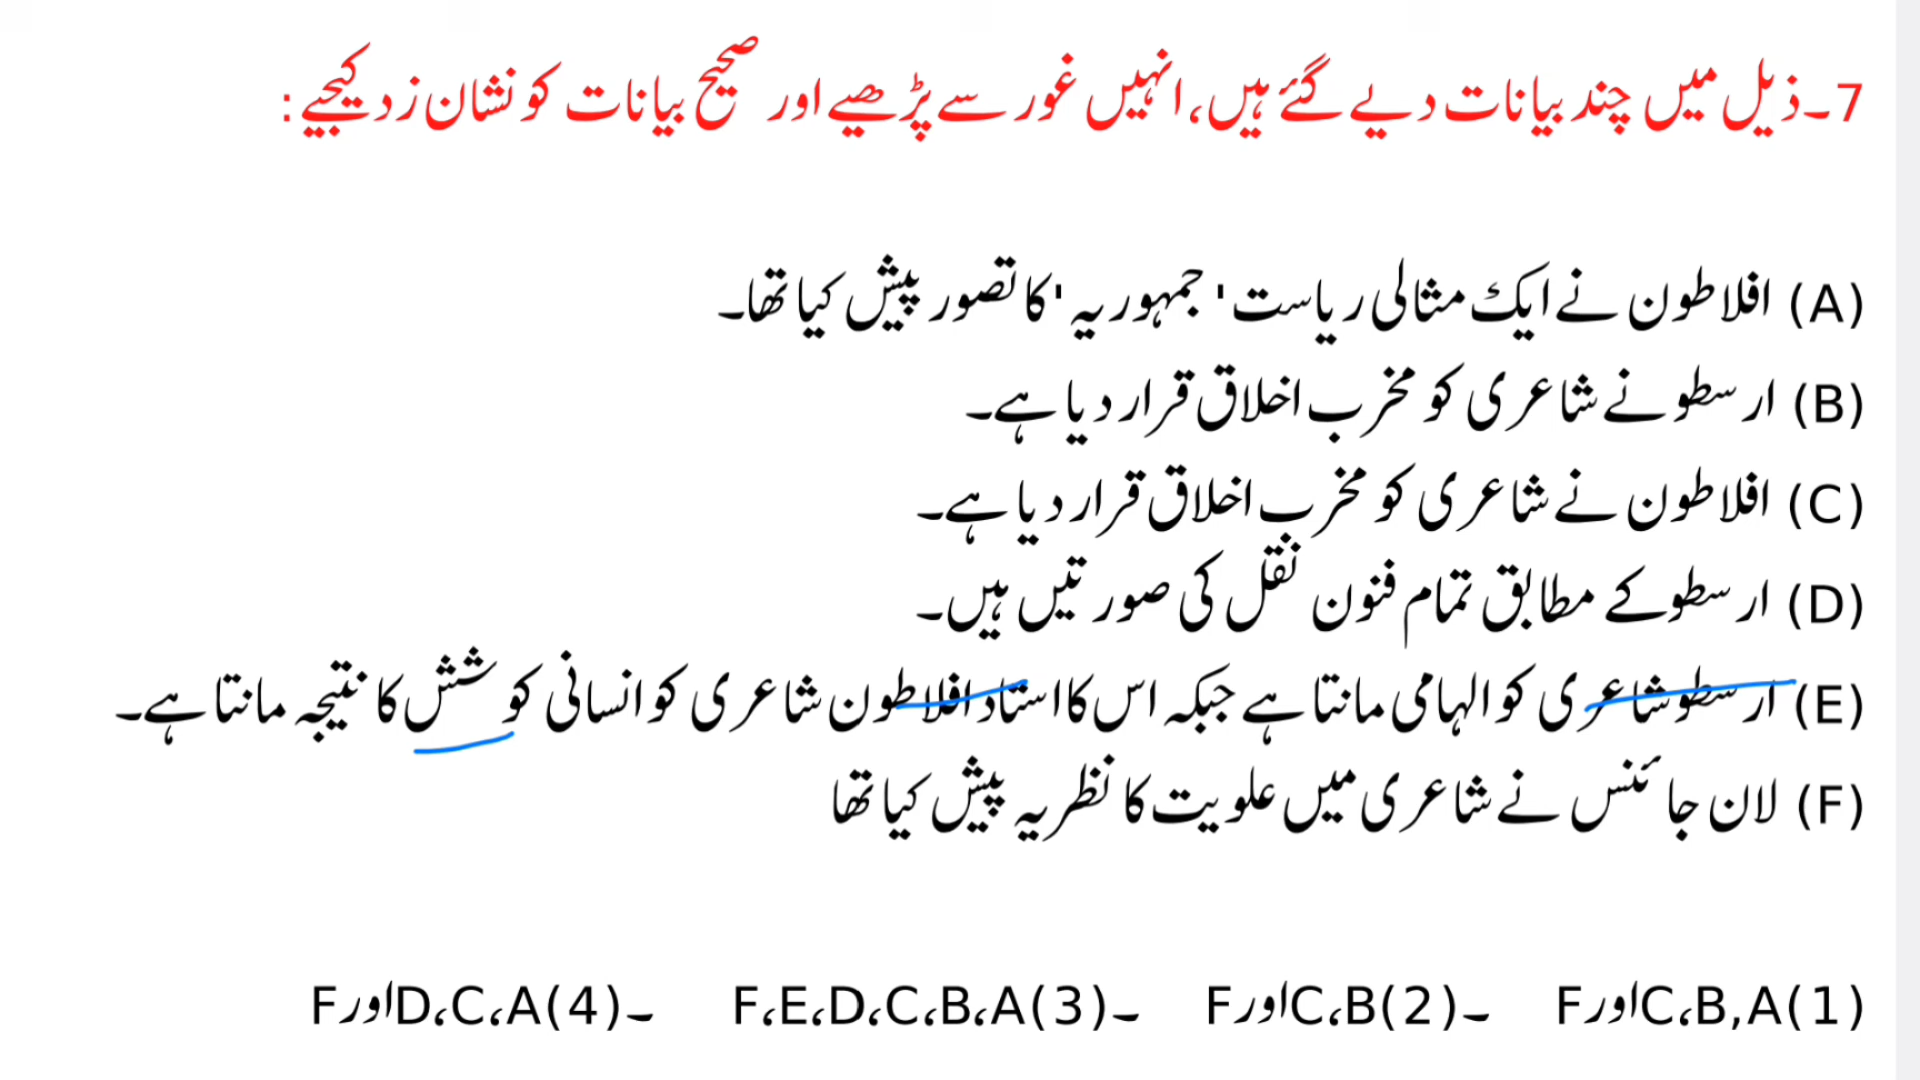 7۔ذیل میں چند بیانات دیے گئے ہیں،انہیں غور سے پڑھیے اور صحیح بیانات کو نشان زد کیجیے:
(A) افلاطون نے ایک مثالی ریاست 'جمہوریہ' کا تصور پیش کیا تھا۔
(B) ارسطو نے شاعری کو مخرب اخلاق قرار دیا ہے۔
(C) افلاطون نے شاعری کو مخرب اخلاق قرار دیا ہے۔
(D) ارسطو کے مطابق تمام فنون نقل کی صورتیں ہیں۔
(E) ارسطو شاعری کو الہامی مانتا ہے جبکہ اس کا استاد افلاطون شاعری کو انسانی کوشش کا نتیجہ مانتا ہے۔
(F) لان جائنس نے شاعری میں علویت کا نظریہ پیش کیا تھا
(1)C،B,A اورF ۔(2)C،B اورF ۔(3)F،E،D،C،B،A ۔(4)D،C،A اورF